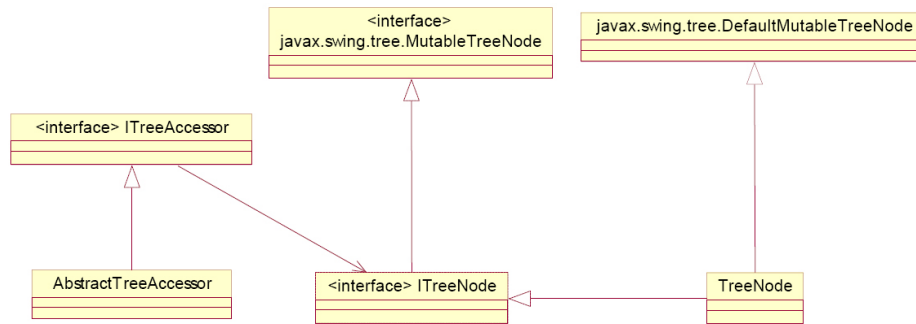 <interface>
javax.swing.tree.MutableTreeNode
javax.swing.tree.DefaultMutableTreeNode
<interface> ITreeAccessor
AbstractTreeAccessor
<interface> ITreeNode
TreeNode